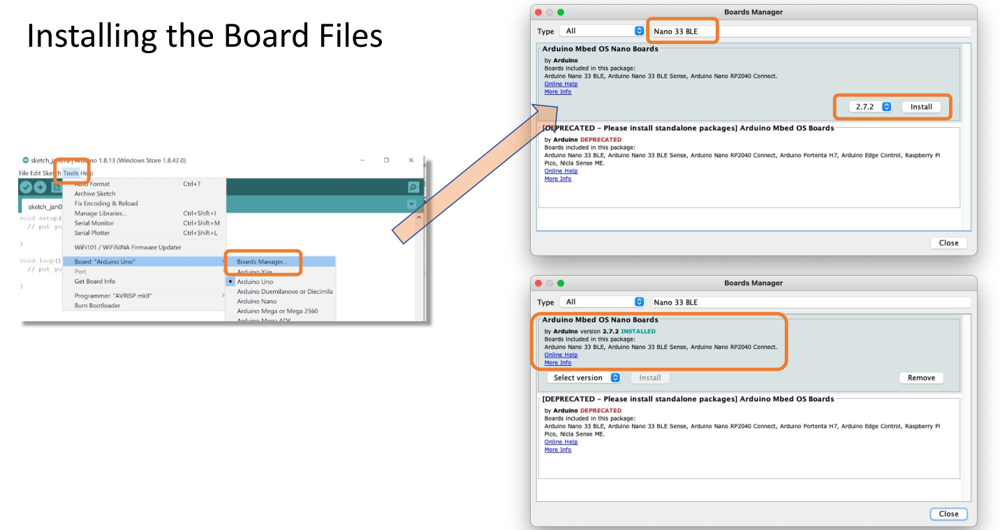 Installing the Board Files
sketch_jan07a | Arduino 1.8.13 (Windows Store 1.8.42.0)
File Edit Sketch Tools Help
Auto Format Ctrl+T
Archive Sketch
Fix Encoding & Reload
Manage Libraries... Ctrl+Shift+I
Serial Monitor Ctrl+Shift+M
Serial Plotter Ctrl+Shift+L
WiFi101 / WiFiNINA Firmware Updater
Board: "Arduino Uno"
Port
Get Board Info
Programmer: "AVRISP mkII"
Burn Bootloader
sketch_jan0
void setup(
// put yo
}
void loop()
// put yo
}
Boards Manager...
Arduino Yún
Arduino Uno
Arduino Duemilanove or Diecimila
Arduino Nano
Arduino Mega or Mega 2560
Arduino Mega ADK
Boards Manager
Type All Nano 33 BLE
Arduino Mbed OS Nano Boards
by Arduino
Boards included in this package:
Arduino Nano 33 BLE, Arduino Nano 33 BLE Sense, Arduino Nano RP2040 Connect.
Online Help
More Info
2.7.2 Install
[DEPRECATED - Please install standalone packages] Arduino Mbed OS Boards
by Arduino DEPRECATED
Boards included in this package:
Arduino Nano 33 BLE, Arduino Nano 33 BLE Sense, Arduino Nano RP2040 Connect, Arduino Portenta H7, Arduino Edge Control, Raspberry Pi
Pico, Nicla Sense ME.
Online Help
More Info
Close
Boards Manager
Type All Nano 33 BLE
Arduino Mbed OS Nano Boards
by Arduino version 2.7.2 INSTALLED
Boards included in this package:
Arduino Nano 33 BLE, Arduino Nano 33 BLE Sense, Arduino Nano RP2040 Connect.
Online Help
More Info
Select version Install Remove
[DEPRECATED - Please install standalone packages] Arduino Mbed OS Boards
by Arduino DEPRECATED
Boards included in this package:
Arduino Nano 33 BLE, Arduino Nano 33 BLE Sense, Arduino Nano RP2040 Connect, Arduino Portenta H7, Arduino Edge Control, Raspberry Pi
Pico, Nicla Sense ME.
Online Help
More Info
Close